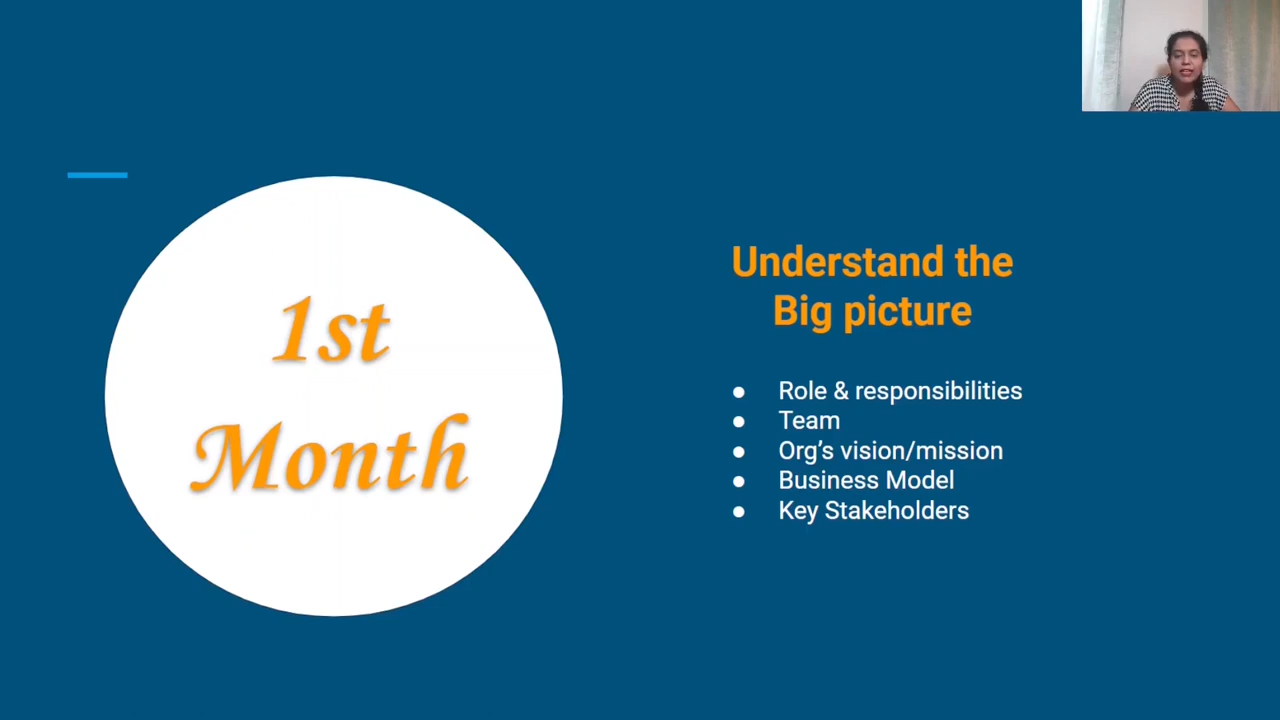 1st
Month
Understand the
Big picture
● Role & responsibilities
● Team
● Org’s vision/mission
● Business Model
● Key Stakeholders